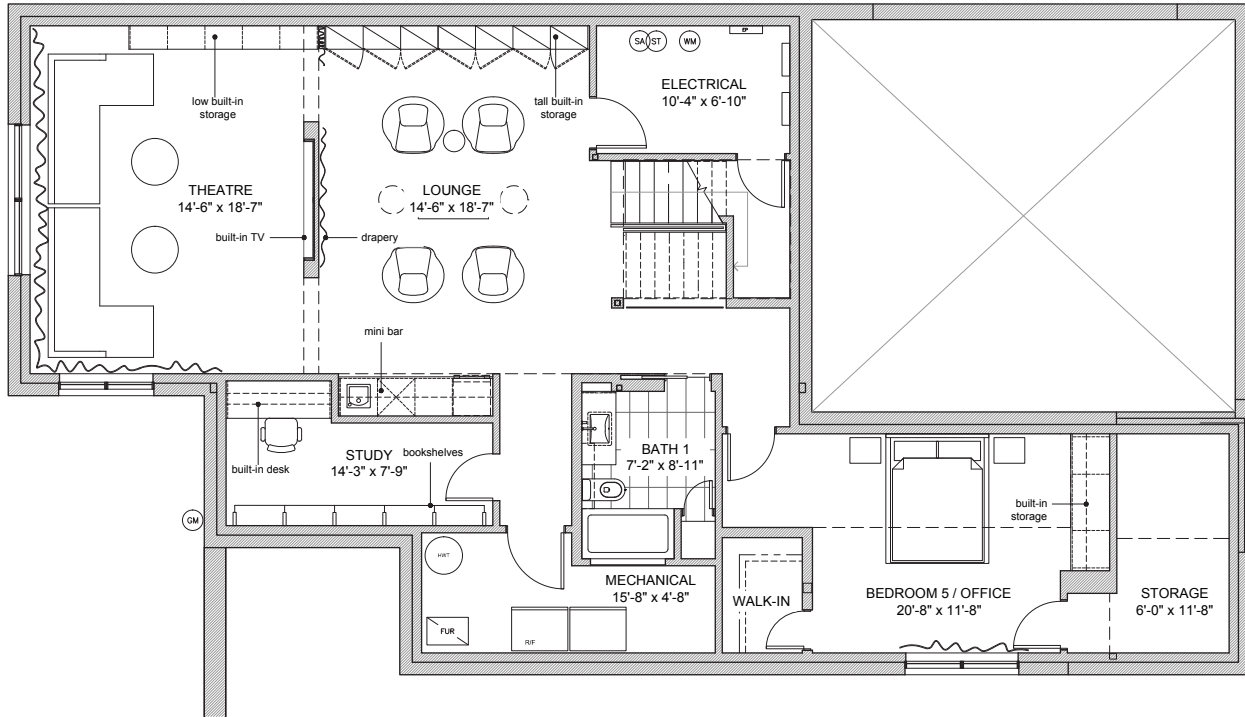 SA
ST
WM
EP
ELECTRICAL
10'-4" x 6'-10"
low built-in
storage
tall built-in
storage
THEATRE
14'-6" x 18'-7"
LOUNGE
14'-6" x 18'-7"
built-in TV
drapery
mini bar
STUDY
14'-3" x 7'-9"
bookshelves
built-in desk
BATH 1
7'-2" x 8'-11"
built-in
storage
GM
HWT
MECHANICAL
15'-8" x 4'-8"
FUR
R/F
WALK-IN
BEDROOM 5 / OFFICE
20'-8" x 11'-8"
STORAGE
6'-0" x 11'-8"